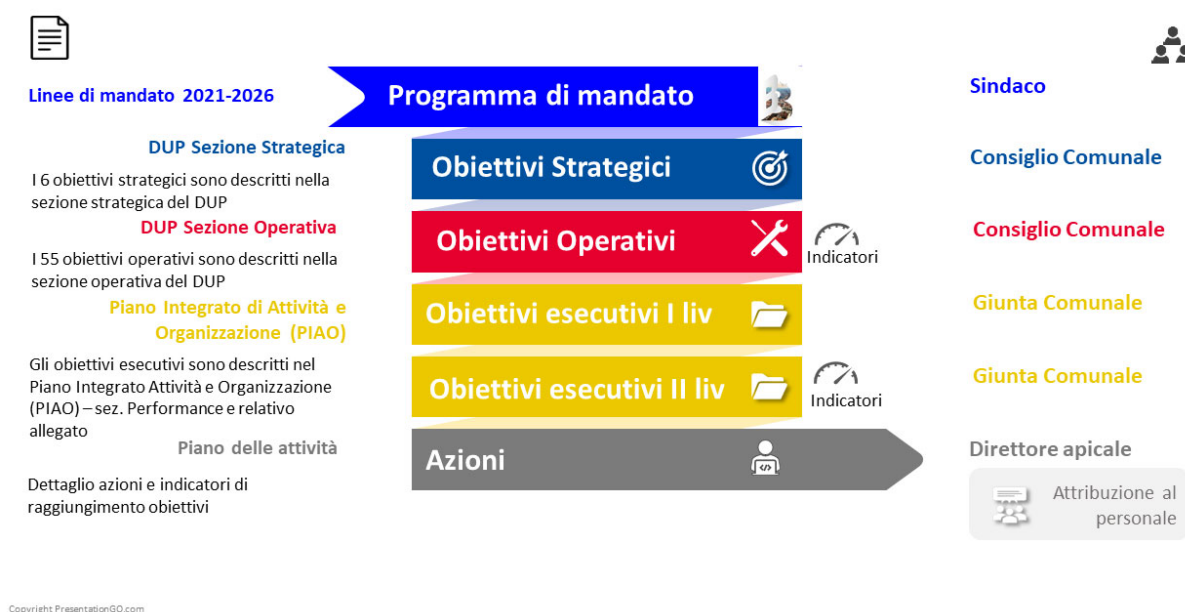 Linee di mandato 2021-2026
Programma di mandato
Sindaco
DUP Sezione Strategica
I 6 obiettivi strategici sono descritti nella
sezione strategica del DUP
Obiettivi Strategici
Consiglio Comunale
DUP Sezione Operativa
I 55 obiettivi operativi sono descritti nella
sezione operativa del DUP
Obiettivi Operativi
Indicatori
Consiglio Comunale
Piano Integrato di Attività e
Organizzazione (PIAO)
Obiettivi esecutivi I liv
Giunta Comunale
Gli obiettivi esecutivi sono descritti nel
Piano Integrato Attività e Organizzazione
(PIAO) – sez. Performance e relativo
allegato
Obiettivi esecutivi II liv
Indicatori
Giunta Comunale
Piano delle attività
Dettaglio azioni e indicatori di
raggiungimento obiettivi
Azioni
Direttore apicale
Attribuzione al
personale
Copyright PresentationGO.com